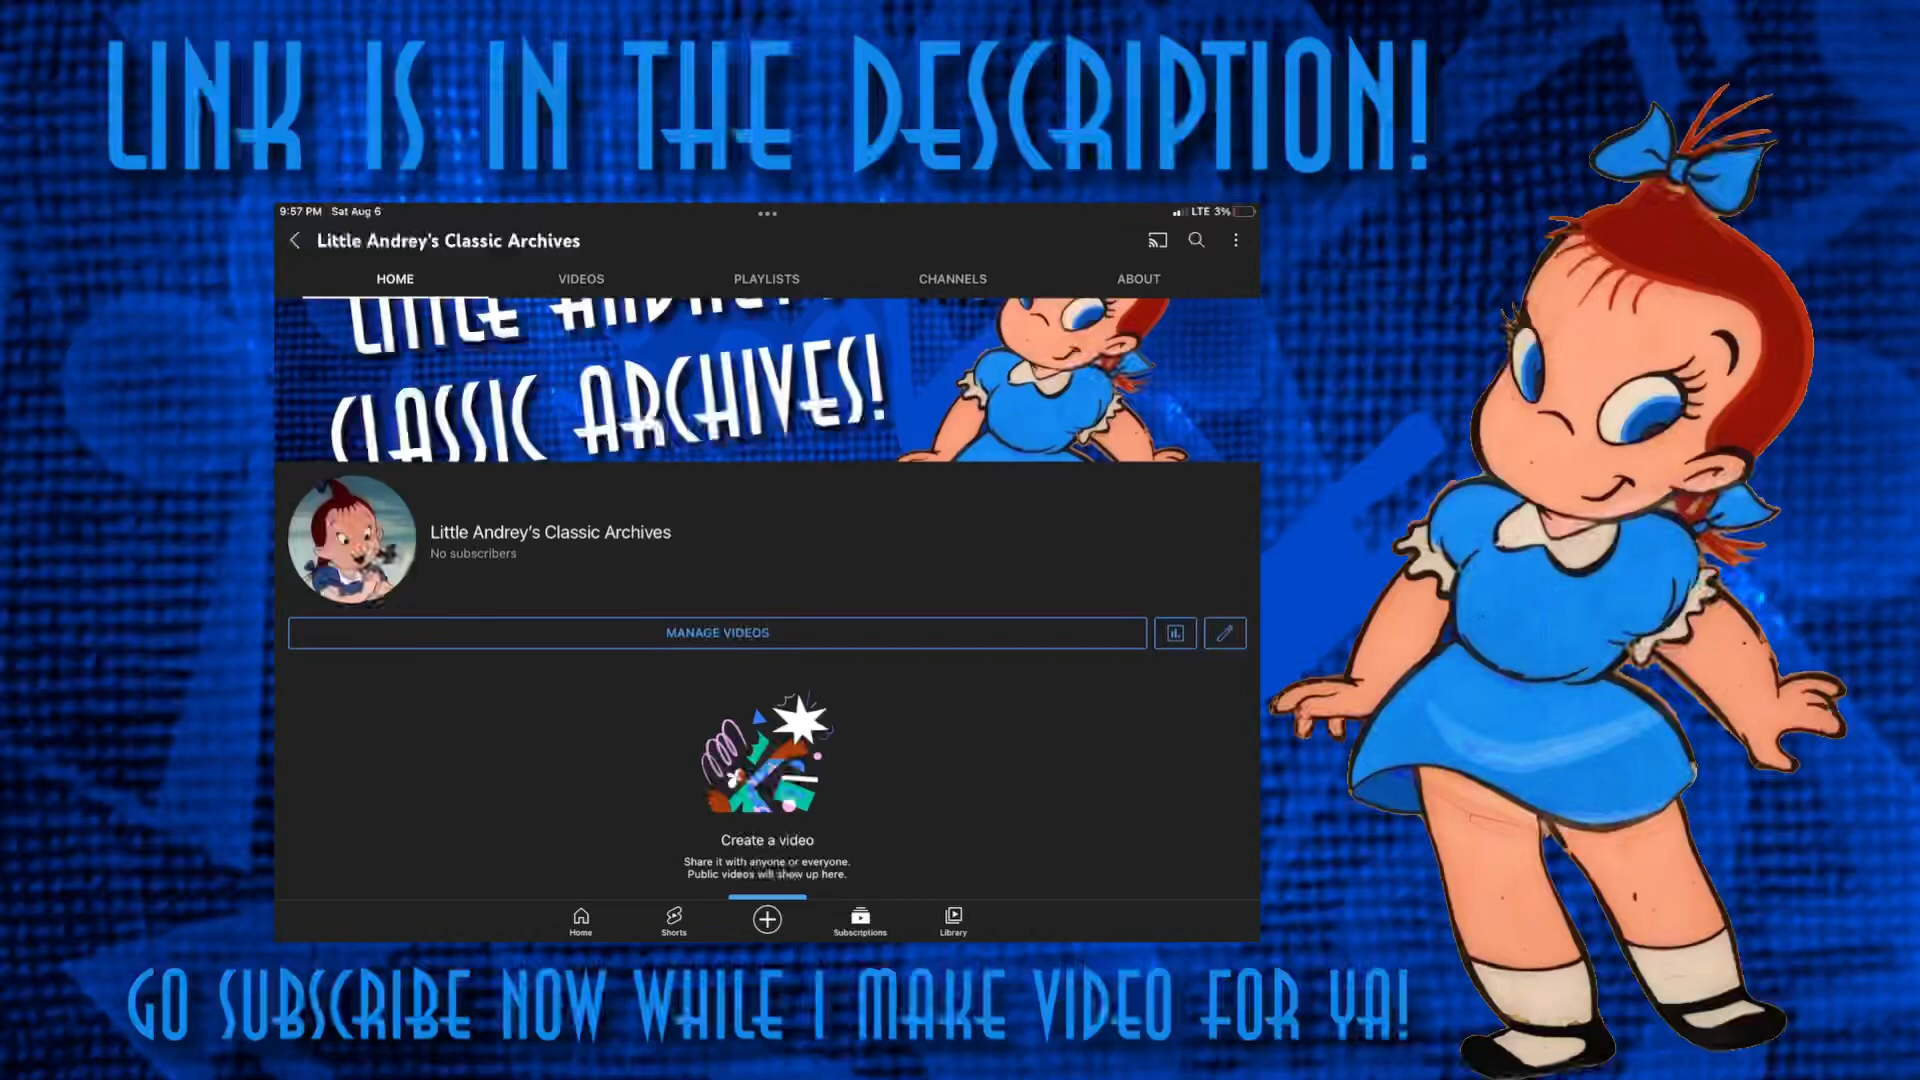 LINK IS IN THE DESCRIPTION!
9:57 PM Sat Aug 6
LTE 3%
Little Andrey's Classic Archives
HOME VIDEOS PLAYLISTS CHANNELS ABOUT
LITTLE ANDREY'S
CLASSIC ARCHIVES!
Little Andrey's Classic Archives
No subscribers
MANAGE VIDEOS
Create a video
Share it with anyone or everyone.
Public videos will show up here.
Home Shorts Subscriptions Library
GO SUBSCRIBE NOW WHILE I MAKE VIDEO FOR YA!